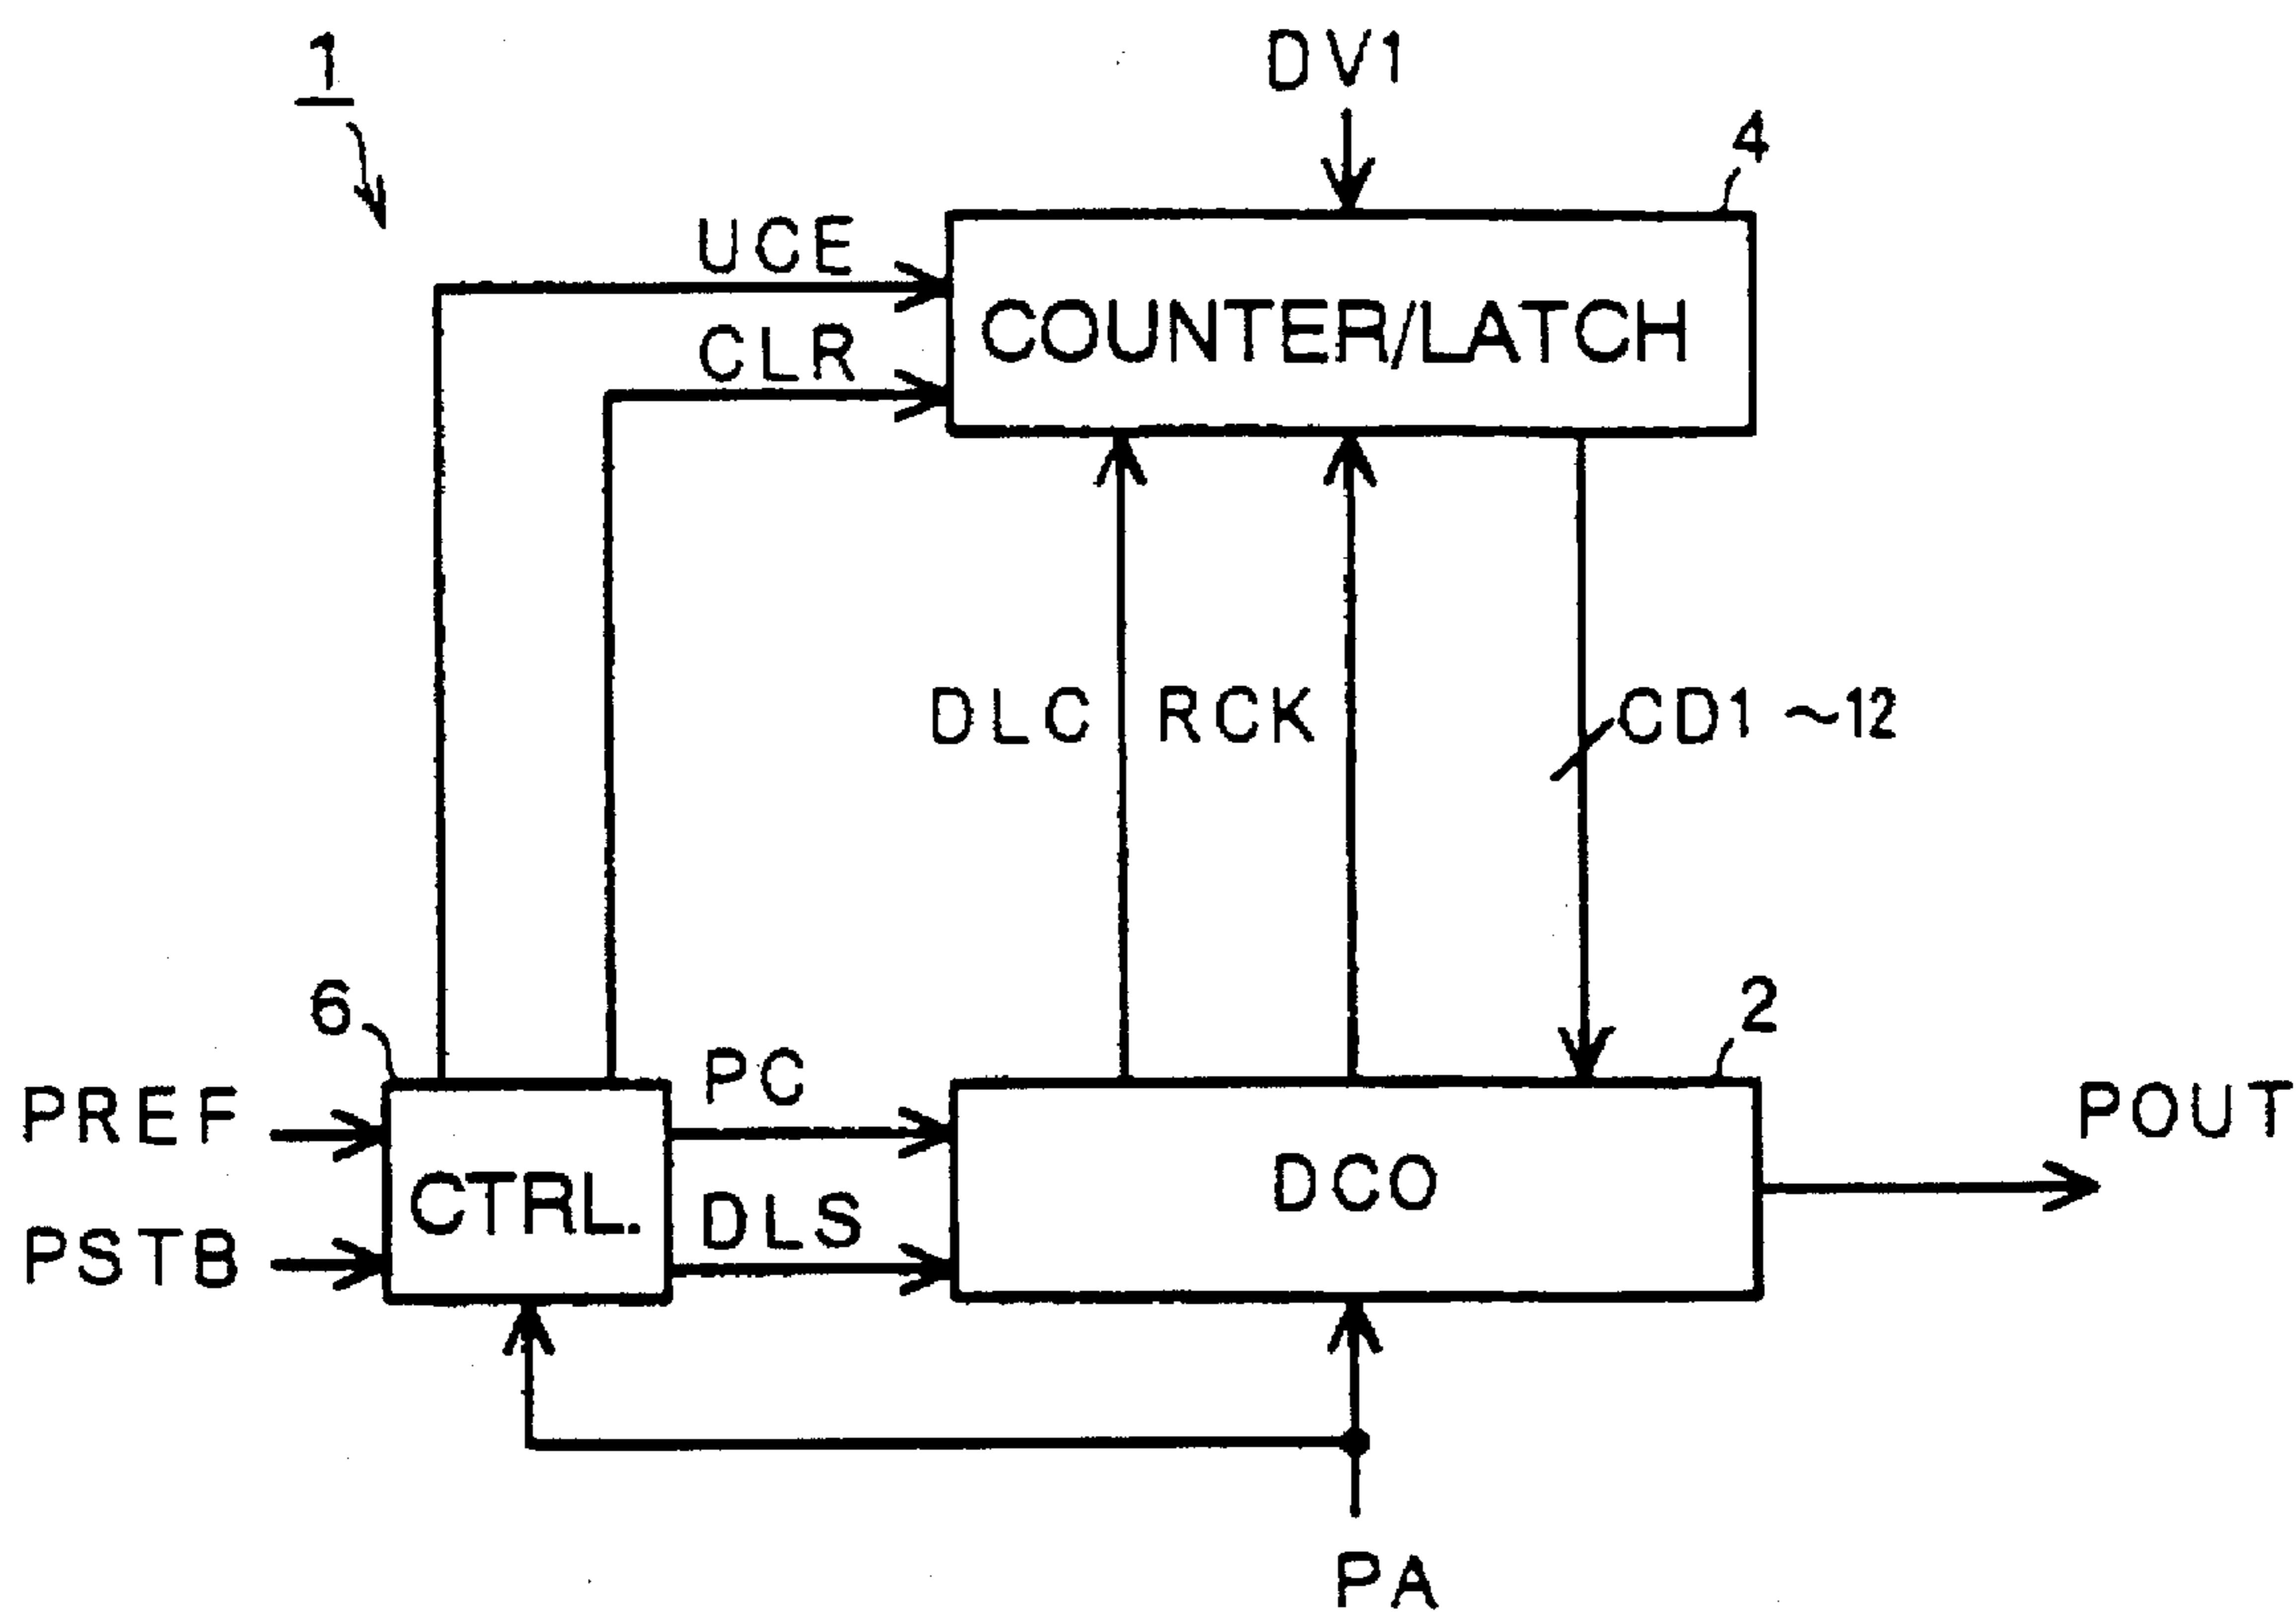 1
DV1
4
UCE
COUNTER/LATCH
CLR
DLC
RCK
CD1~12
6
2
PREF
PC
POUT
CTRL.
DCO
PSTB
DLS
PA